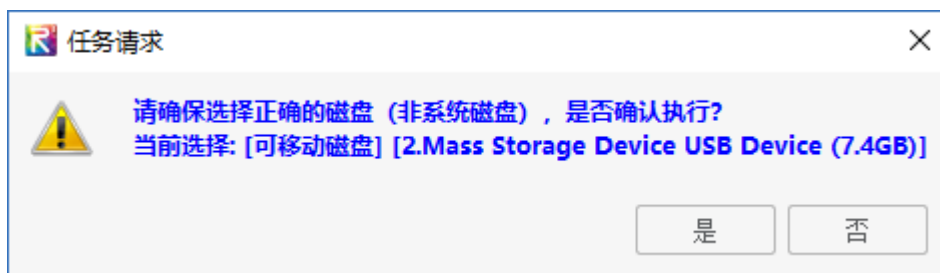 任务请求
请确保选择正确的磁盘（非系统磁盘），是否确认执行?
当前选择: [可移动磁盘] [2.Mass Storage Device USB Device (7.4GB)]
是
否